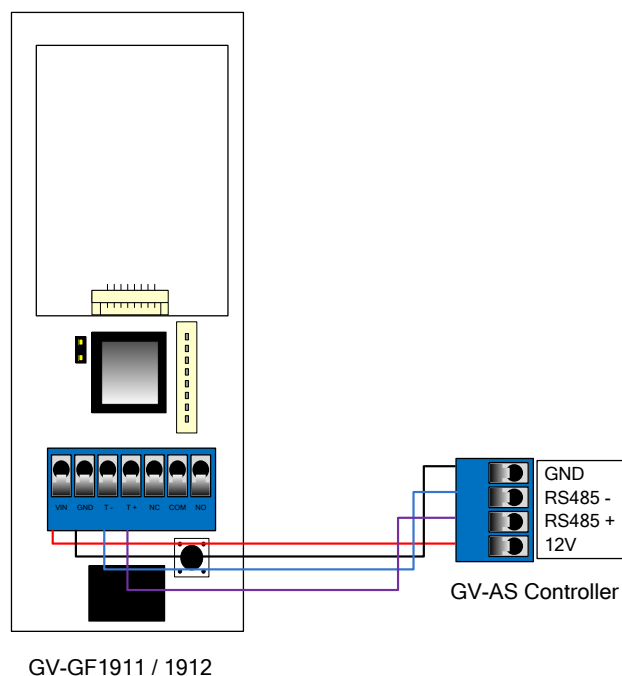 VIN GND T - T + NC COM NO
GND
RS485 -
RS485 +
12V
GV-AS Controller
GV-GF1911 / 1912